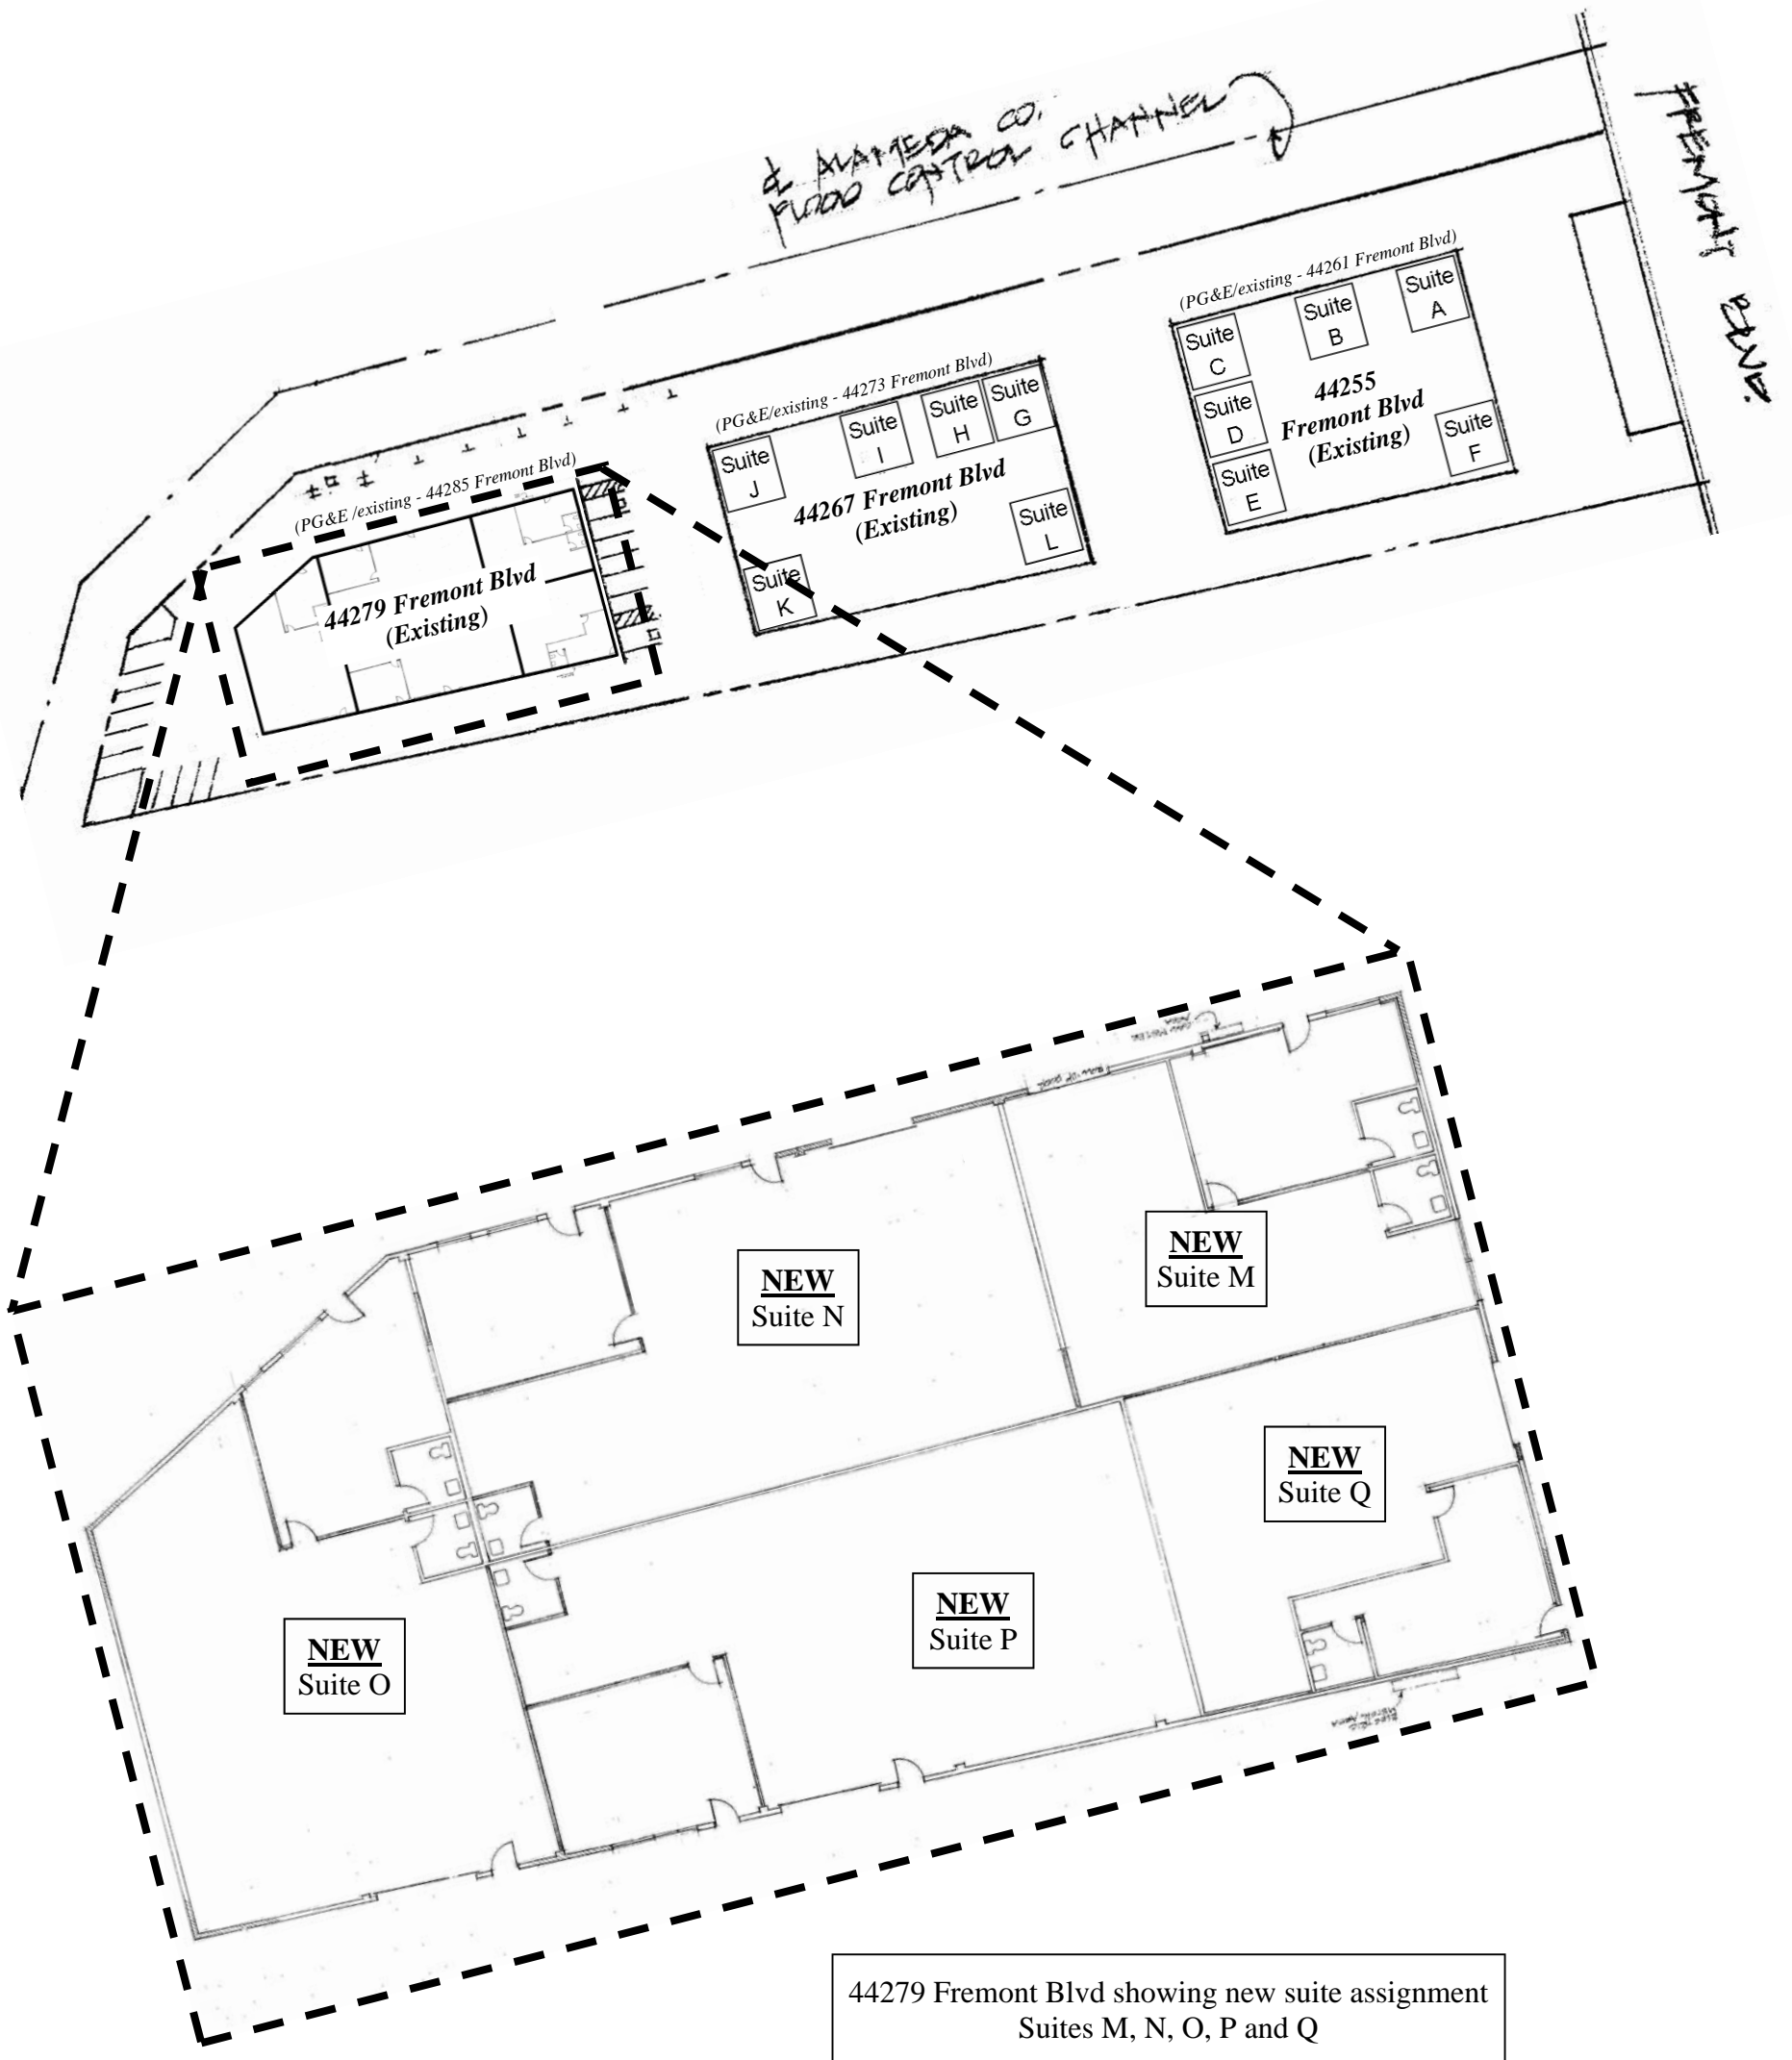 ℄ ALAMEDA CO.
FLOOD CONTROL CHANNEL
FREMONT BLVD.
(PG&E/existing - 44261 Fremont Blvd)
Suite
A
Suite
B
Suite
C
Suite
D
Suite
E
Suite
F
44255
Fremont Blvd
(Existing)
(PG&E/existing - 44273 Fremont Blvd)
Suite
G
Suite
H
Suite
I
Suite
J
Suite
K
Suite
L
44267 Fremont Blvd
(Existing)
(PG&E /existing - 44285 Fremont Blvd)
44279 Fremont Blvd
(Existing)
NEW
Suite M
NEW
Suite N
NEW
Suite Q
NEW
Suite P
NEW
Suite O
44279 Fremont Blvd showing new suite assignment
Suites M, N, O, P and Q